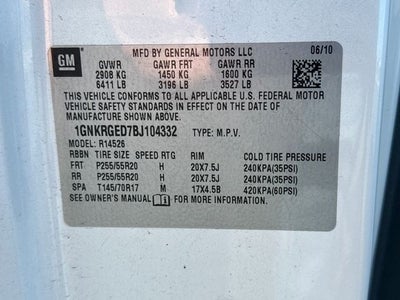 GM
MFD BY GENERAL MOTORS LLC 06/10
GVWR GAWR FRT GAWR RR
2908 KG 1450 KG 1600 KG
6411 LB 3196 LB 3527 LB
THIS VEHICLE CONFORMS TO ALL APPLICABLE U.S. FEDERAL MOTOR
VEHICLE SAFETY STANDARDS IN EFFECT ON THE DATE OF
MANUFACTURE SHOWN ABOVE.
1GNKRGED7BJ104332 TYPE: M.P.V.
MODEL: R14526
RBBN TIRE SIZE SPEED RTG RIM COLD TIRE PRESSURE
FRT P255/55R20 H 20X7.5J 240KPA(35PSI)
RR P255/55R20 H 20X7.5J 240KPA(35PSI)
SPA T145/70R17 M 17X4.5B 420KPA(60PSI)
SEE OWNER'S MANUAL FOR MORE INFORMATION.